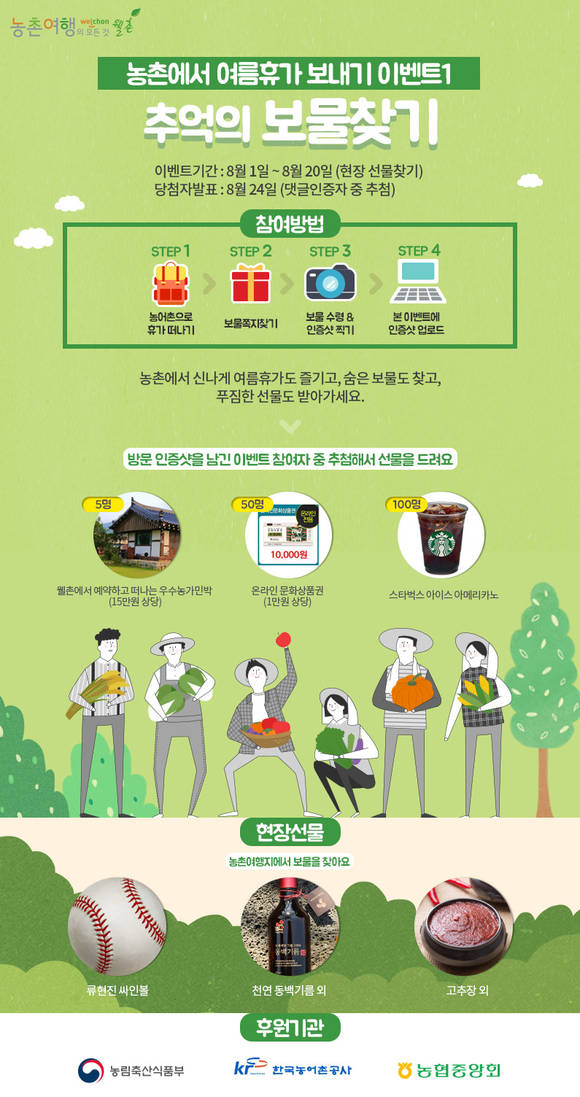 농촌여행의 모든 것 welchon 웰촌
농촌에서 여름휴가 보내기 이벤트1
추억의 보물찾기
이벤트기간 : 8월 1일 ~ 8월 20일 (현장 선물찾기)
당첨자발표 : 8월 24일 (댓글인증자 중 추첨)
참여방법
STEP 1
STEP 2
STEP 3
STEP 4
농어촌으로
휴가 떠나기
보물쪽지찾기
보물 수령 &
인증샷 찍기
본 이벤트에
인증샷 업로드
농촌에서 신나게 여름휴가도 즐기고, 숨은 보물도 찾고,
푸짐한 선물도 받아가세요.
방문 인증샷을 남긴 이벤트 참여자 중 추첨해서 선물을 드려요
5명
50명
100명
문화상품권
온라인
전용
10,000원
웰촌에서 예약하고 떠나는 우수농가민박
(15만원 상당)
온라인 문화상품권
(1만원 상당)
스타벅스 아이스 아메리카노
현장선물
농촌여행지에서 보물을 찾아요
동백기름
류현진 싸인볼
천연 동백기름 외
고추장 외
후원기관
농림축산식품부
kr 한국농어촌공사
농협중앙회